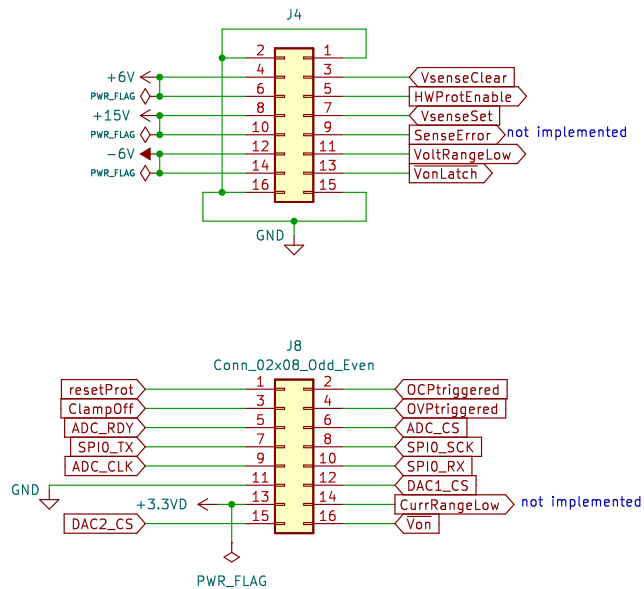 J4
2 1
+6V 4 3 VsenseClear
PWR_FLAG 6 5 HWProtEnable
+15V 8 7 VsenseSet
PWR_FLAG 10 9 SenseError not implemented
-6V 12 11 VoltRangeLow
PWR_FLAG 14 13 VonLatch
16 15
GND
J8
Conn_02x08_Odd_Even
resetProt 1 2 OCPtriggered
ClampOff 3 4 OVPtriggered
ADC_RDY 5 6 ADC_CS
SPI0_TX 7 8 SPI0_SCK
ADC_CLK 9 10 SPI0_RX
GND 11 12 DAC1_CS
+3.3VD 13 14 CurrRangeLow not implemented
DAC2_CS 15 16 Von
PWR_FLAG